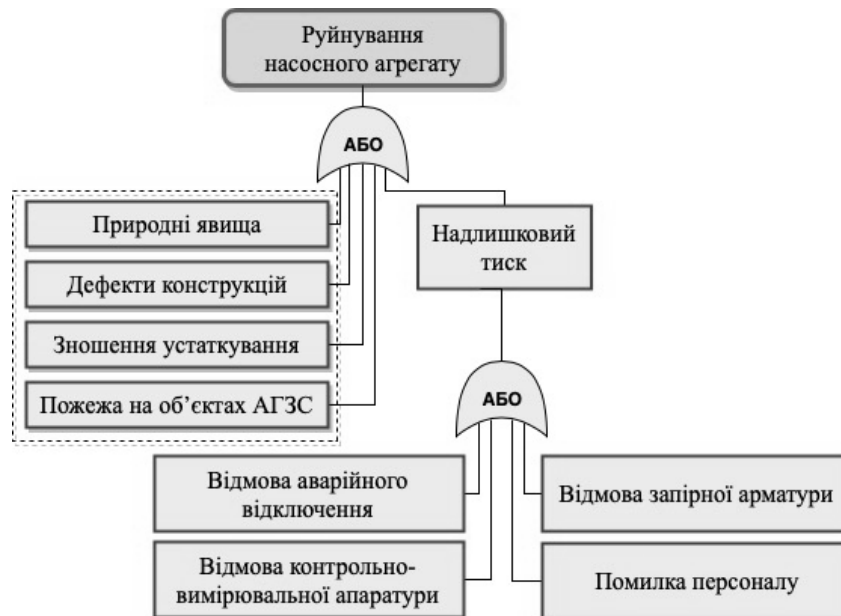 Руйнування
насосного агрегату
АБО
Природні явища
Надлишковий
тиск
Дефекти конструкцій
Зношення устаткування
Пожежа на об’єктах АГЗС
АБО
Відмова аварійного
відключення
Відмова запірної арматури
Відмова контрольно-
вимірювальної апаратури
Помилка персоналу